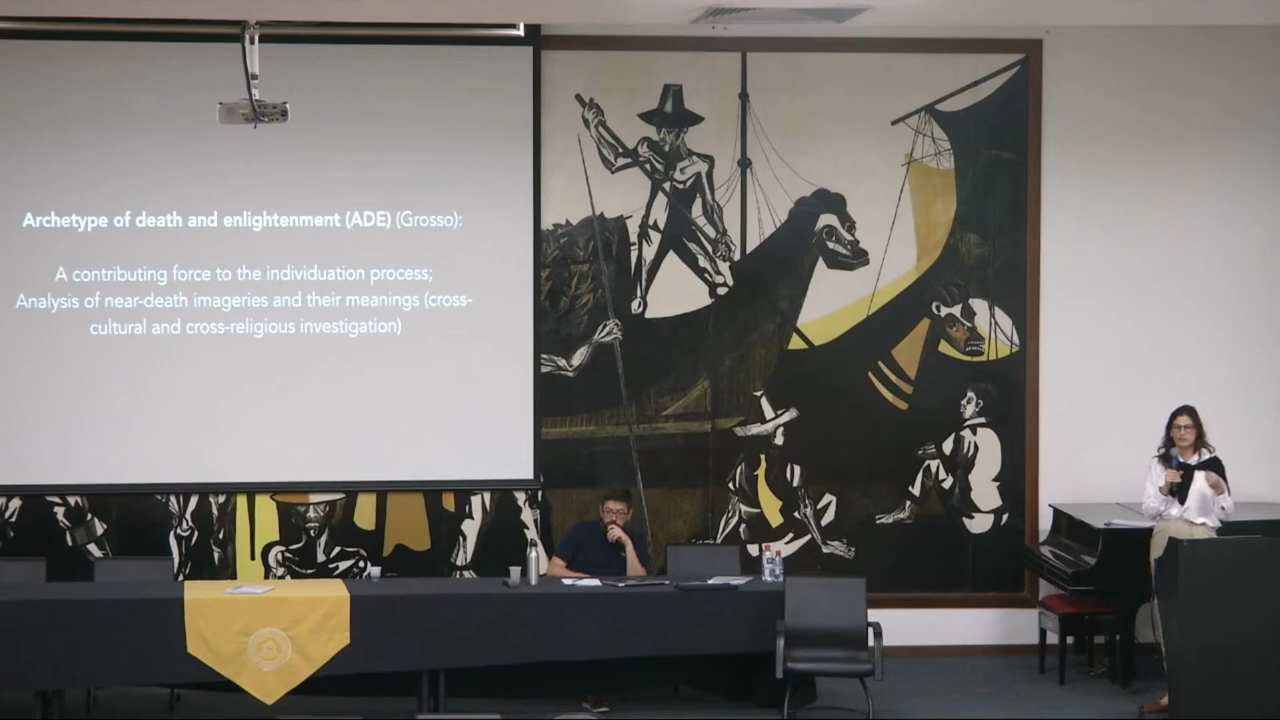 Archetype of death and enlightenment (ADE) (Grosso):
A contributing force to the individuation process;
Analysis of near-death imageries and their meanings (cross-
cultural and cross-religious investigation)